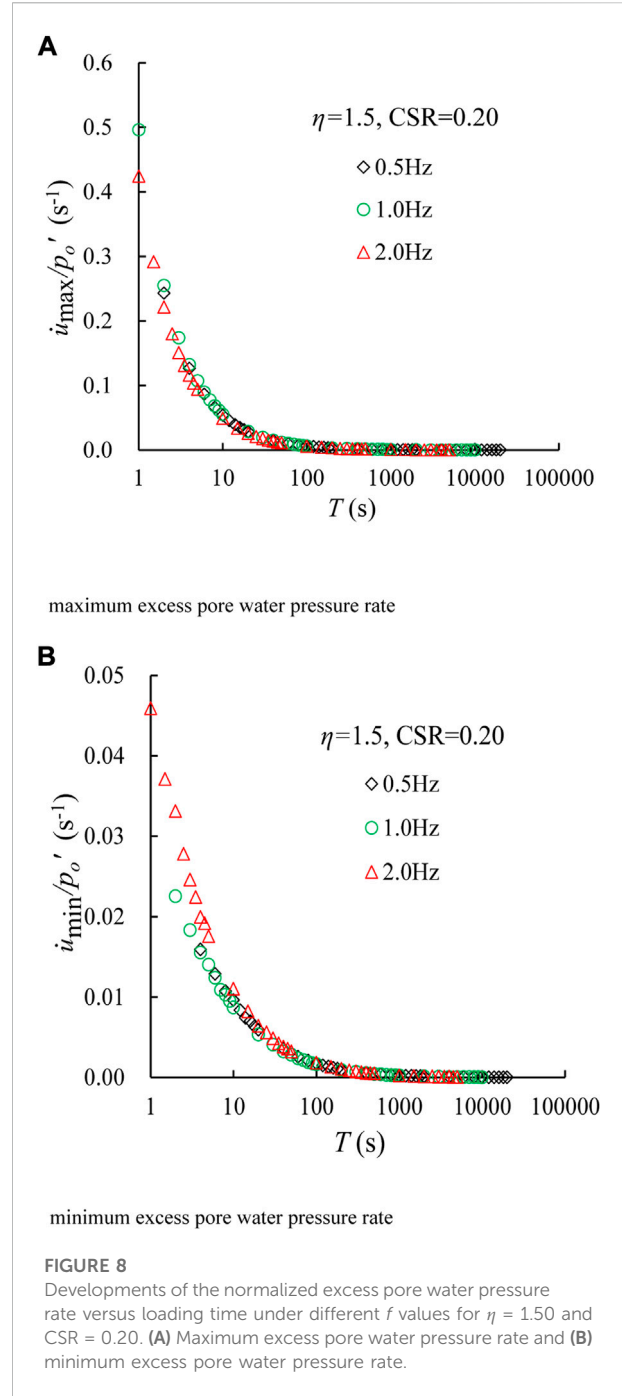 A
0.6
0.5
0.4
0.3
0.2
0.1
0.0
u̇max/po′ (s-1)
η=1.5, CSR=0.20
0.5Hz
1.0Hz
2.0Hz
1 10 100 1000 10000 100000
T (s)
maximum excess pore water pressure rate
B
0.05
0.04
0.03
0.02
0.01
0.00
u̇min/po′ (s-1)
η=1.5, CSR=0.20
0.5Hz
1.0Hz
2.0Hz
1 10 100 1000 10000 100000
T (s)
minimum excess pore water pressure rate
FIGURE 8
Developments of the normalized excess pore water pressure
rate versus loading time under different f values for η = 1.50 and
CSR = 0.20. (A) Maximum excess pore water pressure rate and (B)
minimum excess pore water pressure rate.